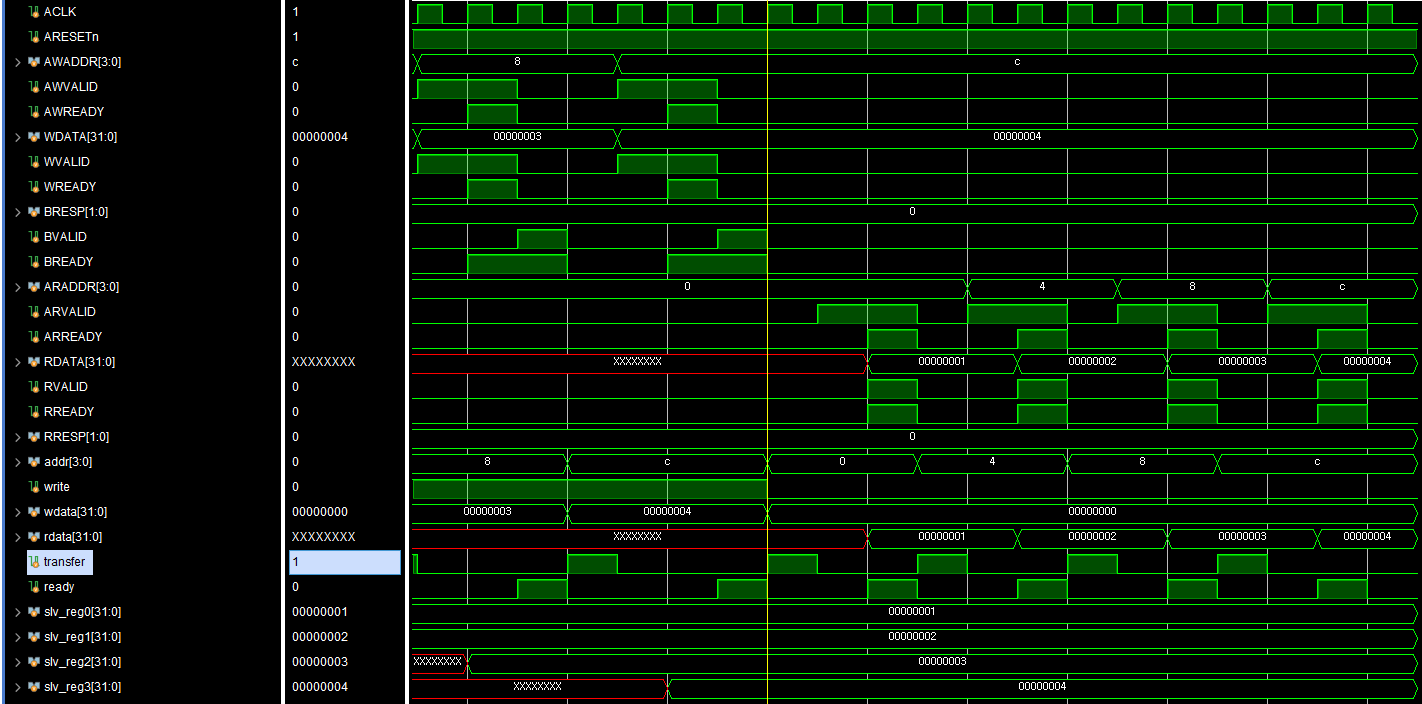 ACLK 1
ARESETn 1
AWADDR[3:0] c 8 c
AWVALID 0
AWREADY 0
WDATA[31:0] 00000004 00000003 00000004
WVALID 0
WREADY 0
BRESP[1:0] 0 0
BVALID 0
BREADY 0
ARADDR[3:0] 0 0 4 8 c
ARVALID 0
ARREADY 0
RDATA[31:0] XXXXXXXX XXXXXXXX 00000001 00000002 00000003 00000004
RVALID 0
RREADY 0
RRESP[1:0] 0 0
addr[3:0] 0 8 c 0 4 8 c
write 0
wdata[31:0] 00000000 00000003 00000004 00000000
rdata[31:0] XXXXXXXX XXXXXXXX 00000001 00000002 00000003 00000004
transfer 1
ready 0
slv_reg0[31:0] 00000001 00000001
slv_reg1[31:0] 00000002 00000002
slv_reg2[31:0] 00000003 XXXXXXXX 00000003
slv_reg3[31:0] 00000004 XXXXXXXX 00000004